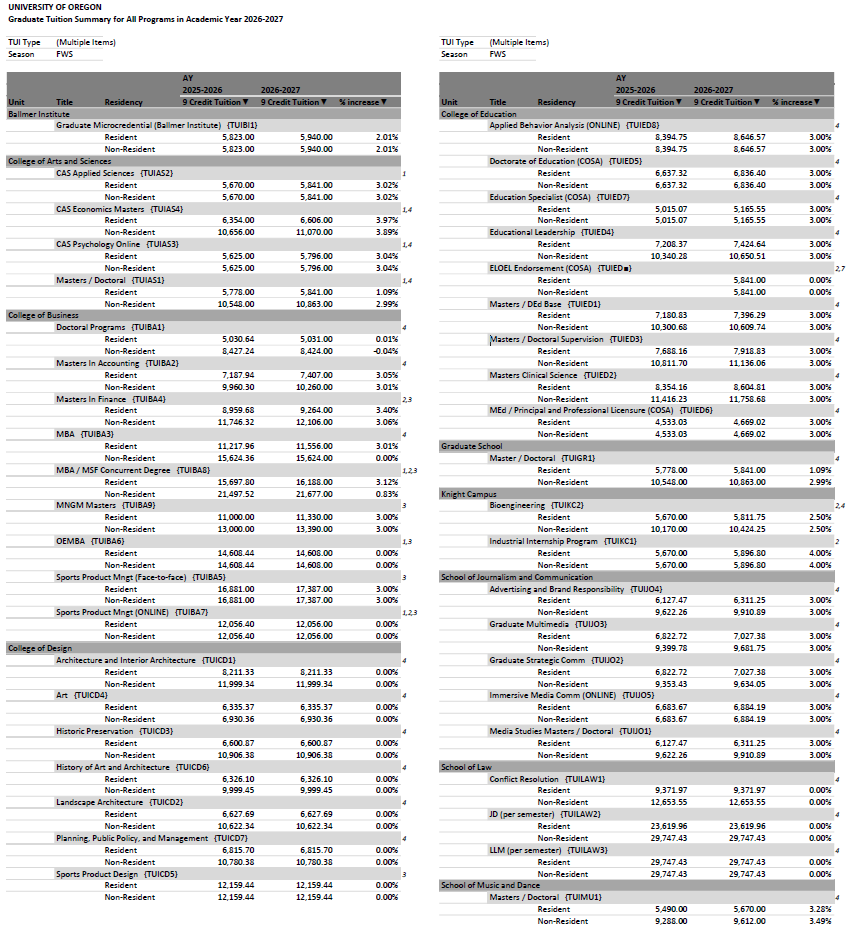 UNIVERSITY OF OREGON
Graduate Tuition Summary for All Programs in Academic Year 2026-2027
TUI Type (Multiple Items)
Season FWS
AY
2025-2026 2026-2027
Unit Title Residency 9 Credit Tuition▼ 9 Credit Tuition▼ % increase▼
Ballmer Institute
Graduate Microcredential (Ballmer Institute) {TUIBI1}
Resident 5,823.00 5,940.00 2.01%
Non-Resident 5,823.00 5,940.00 2.01%
College of Arts and Sciences
CAS Applied Sciences {TUIAS2} 1
Resident 5,670.00 5,841.00 3.02%
Non-Resident 5,670.00 5,841.00 3.02%
CAS Economics Masters {TUIAS4} 1,4
Resident 6,354.00 6,606.00 3.97%
Non-Resident 10,656.00 11,070.00 3.89%
CAS Psychology Online {TUIAS3} 1,4
Resident 5,625.00 5,796.00 3.04%
Non-Resident 5,625.00 5,796.00 3.04%
Masters / Doctoral {TUIAS1} 1,4
Resident 5,778.00 5,841.00 1.09%
Non-Resident 10,548.00 10,863.00 2.99%
College of Business
Doctoral Programs {TUIBA1} 4
Resident 5,030.64 5,031.00 0.01%
Non-Resident 8,427.24 8,424.00 -0.04%
Masters In Accounting {TUIBA2} 4
Resident 7,187.94 7,407.00 3.05%
Non-Resident 9,960.30 10,260.00 3.01%
Masters In Finance {TUIBA4} 2,3
Resident 8,959.68 9,264.00 3.40%
Non-Resident 11,746.32 12,106.00 3.06%
MBA {TUIBA3} 4
Resident 11,217.96 11,556.00 3.01%
Non-Resident 15,624.36 15,624.00 0.00%
MBA / MSF Concurrent Degree {TUIBA8} 1,2,3
Resident 15,697.80 16,188.00 3.12%
Non-Resident 21,497.52 21,677.00 0.83%
MNGM Masters {TUIBA9} 3
Resident 11,000.00 11,330.00 3.00%
Non-Resident 13,000.00 13,390.00 3.00%
OEMBA {TUIBA6} 1,3
Resident 14,608.44 14,608.00 0.00%
Non-Resident 14,608.44 14,608.00 0.00%
Sports Product Mngt (Face-to-face) {TUIBA5} 3
Resident 16,881.00 17,387.00 3.00%
Non-Resident 16,881.00 17,387.00 3.00%
Sports Product Mngt (ONLINE) {TUIBA7} 1,2,3
Resident 12,056.40 12,056.00 0.00%
Non-Resident 12,056.40 12,056.00 0.00%
College of Design
Architecture and Interior Architecture {TUICD1} 4
Resident 8,211.33 8,211.33 0.00%
Non-Resident 11,999.34 11,999.34 0.00%
Art {TUICD4} 4
Resident 6,335.37 6,335.37 0.00%
Non-Resident 6,930.36 6,930.36 0.00%
Historic Preservation {TUICD3} 4
Resident 6,600.87 6,600.87 0.00%
Non-Resident 10,906.38 10,906.38 0.00%
History of Art and Architecture {TUICD6} 4
Resident 6,326.10 6,326.10 0.00%
Non-Resident 9,999.45 9,999.45 0.00%
Landscape Architecture {TUICD2} 4
Resident 6,627.69 6,627.69 0.00%
Non-Resident 10,622.34 10,622.34 0.00%
Planning, Public Policy, and Management {TUICD7} 4
Resident 6,815.70 6,815.70 0.00%
Non-Resident 10,780.38 10,780.38 0.00%
Sports Product Design {TUICD5} 3
Resident 12,159.44 12,159.44 0.00%
Non-Resident 12,159.44 12,159.44 0.00%
TUI Type (Multiple Items)
Season FWS
AY
2025-2026 2026-2027
Unit Title Residency 9 Credit Tuition▼ 9 Credit Tuition▼ % increase▼
College of Education
Applied Behavior Analysis (ONLINE) {TUIED8} 4
Resident 8,394.75 8,646.57 3.00%
Non-Resident 8,394.75 8,646.57 3.00%
Doctorate of Education (COSA) {TUIED5} 4
Resident 6,637.32 6,836.40 3.00%
Non-Resident 6,637.32 6,836.40 3.00%
Education Specialist (COSA) {TUIED7} 4
Resident 5,015.07 5,165.55 3.00%
Non-Resident 5,015.07 5,165.55 3.00%
Educational Leadership {TUIED4} 4
Resident 7,208.37 7,424.64 3.00%
Non-Resident 10,340.28 10,650.51 3.00%
ELOEL Endorsement (COSA) {TUIED■} 2,7
Resident 5,841.00 0.00%
Non-Resident 5,841.00 0.00%
Masters / DEd Base {TUIED1} 4
Resident 7,180.83 7,396.29 3.00%
Non-Resident 10,300.68 10,609.74 3.00%
Masters / Doctoral Supervision {TUIED3} 4
Resident 7,688.16 7,918.83 3.00%
Non-Resident 10,811.70 11,136.06 3.00%
Masters Clinical Science {TUIED2} 4
Resident 8,354.16 8,604.81 3.00%
Non-Resident 11,416.23 11,758.68 3.00%
MEd / Principal and Professional Licensure (COSA) {TUIED6} 4
Resident 4,533.03 4,669.02 3.00%
Non-Resident 4,533.03 4,669.02 3.00%
Graduate School
Master / Doctoral {TUIGR1} 4
Resident 5,778.00 5,841.00 1.09%
Non-Resident 10,548.00 10,863.00 2.99%
Knight Campus
Bioengineering {TUIKC2} 2,4
Resident 5,670.00 5,811.75 2.50%
Non-Resident 10,170.00 10,424.25 2.50%
Industrial Internship Program {TUIKC1} 2
Resident 5,670.00 5,896.80 4.00%
Non-Resident 5,670.00 5,896.80 4.00%
School of Journalism and Communication
Advertising and Brand Responsibility {TUIJO4} 4
Resident 6,127.47 6,311.25 3.00%
Non-Resident 9,622.26 9,910.89 3.00%
Graduate Multimedia {TUIJO3} 4
Resident 6,822.72 7,027.38 3.00%
Non-Resident 9,399.78 9,681.75 3.00%
Graduate Strategic Comm {TUIJO2} 4
Resident 6,822.72 7,027.38 3.00%
Non-Resident 9,353.43 9,634.05 3.00%
Immersive Media Comm (ONLINE) {TUIJO5} 4
Resident 6,683.67 6,884.19 3.00%
Non-Resident 6,683.67 6,884.19 3.00%
Media Studies Masters / Doctoral {TUIJO1} 4
Resident 6,127.47 6,311.25 3.00%
Non-Resident 9,622.26 9,910.89 3.00%
School of Law
Conflict Resolution {TUILAW1} 4
Resident 9,371.97 9,371.97 0.00%
Non-Resident 12,653.55 12,653.55 0.00%
JD (per semester) {TUILAW2} 4
Resident 23,619.96 23,619.96 0.00%
Non-Resident 29,747.43 29,747.43 0.00%
LLM (per semester) {TUILAW3} 4
Resident 29,747.43 29,747.43 0.00%
Non-Resident 29,747.43 29,747.43 0.00%
School of Music and Dance
Masters / Doctoral {TUIMU1} 4
Resident 5,490.00 5,670.00 3.28%
Non-Resident 9,288.00 9,612.00 3.49%